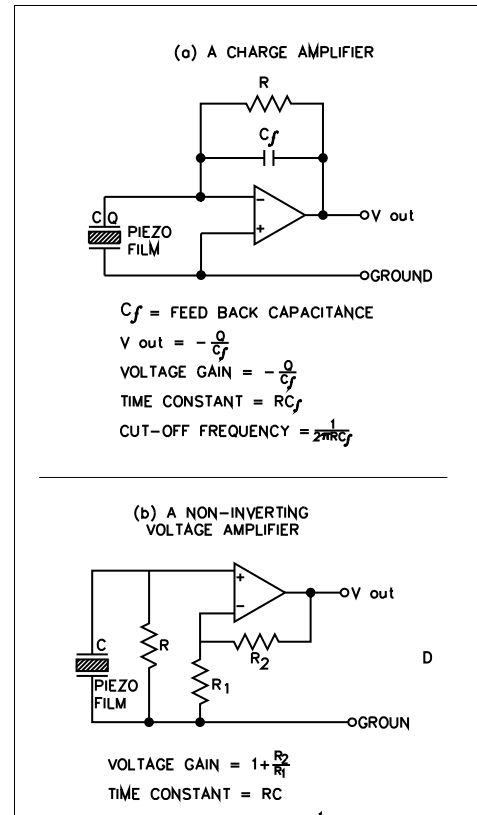 (a) A CHARGE AMPLIFIER
R
Cf
C Q
PIEZO
FILM
−
+
V out
GROUND
Cf = FEED BACK CAPACITANCE
V out = − Q/Cf
VOLTAGE GAIN = − Q/Cf
TIME CONSTANT = RCf
CUT-OFF FREQUENCY = 1/2πRCf
(b) A NON-INVERTING
VOLTAGE AMPLIFIER
+
−
V out
C
R
R2
D
PIEZO
FILM
R1
GROUN
VOLTAGE GAIN = 1+R2/R1
TIME CONSTANT = RC